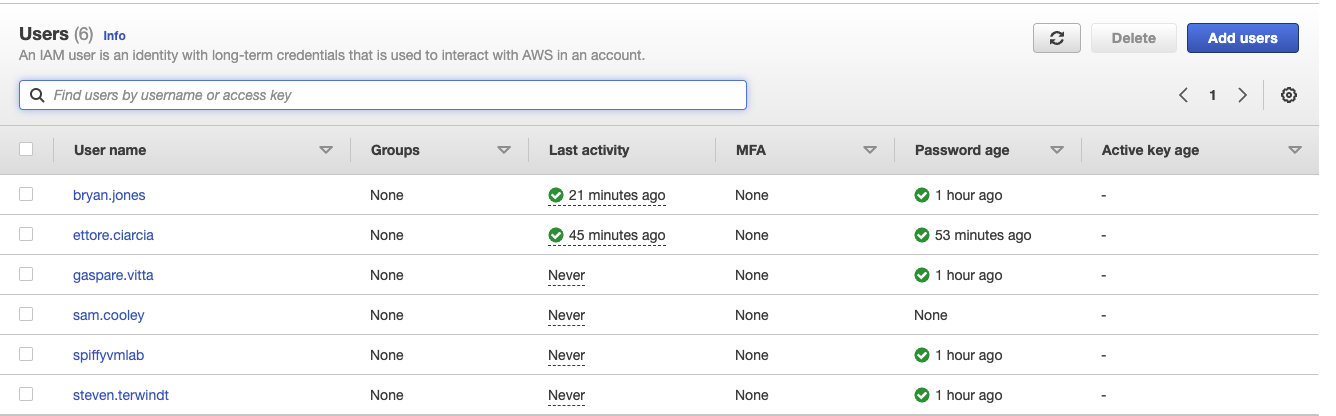 Users (6) Info
An IAM user is an identity with long-term credentials that is used to interact with AWS in an account.
Delete
Add users
Find users by username or access key
1
User name Groups Last activity MFA Password age Active key age
bryan.jones None 21 minutes ago None 1 hour ago -
ettore.ciarcia None 45 minutes ago None 53 minutes ago -
gaspare.vitta None Never None 1 hour ago -
sam.cooley None Never None None -
spiffyvmlab None Never None 1 hour ago -
steven.terwindt None Never None 1 hour ago -